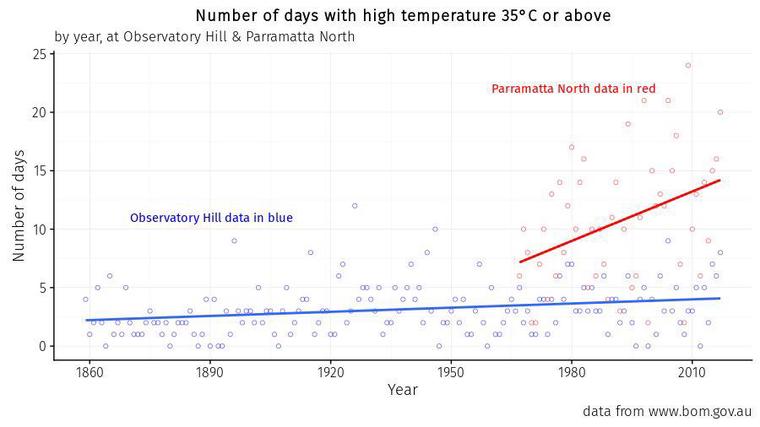 Number of days with high temperature 35°C or above
by year, at Observatory Hill & Parramatta North
25
20
15
10
5
0
Number of days
Parramatta North data in red
Observatory Hill data in blue
1860 1890 1920 1950 1980 2010
Year
data from www.bom.gov.au